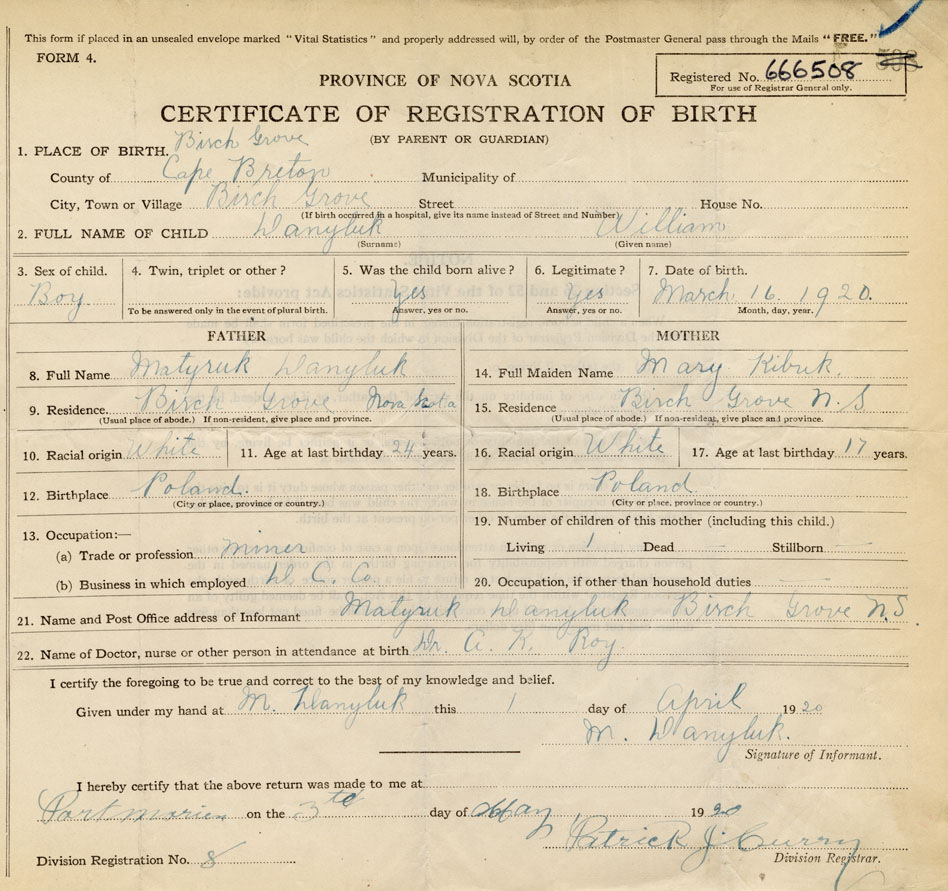 This form if placed in an unsealed envelope marked "Vital Statistics" and properly addressed will, by order of the Postmaster General pass through the Mails "FREE."
FORM 4.
PROVINCE OF NOVA SCOTIA
Registered No. 666508
For use of Registrar General only.
CERTIFICATE OF REGISTRATION OF BIRTH
(BY PARENT OR GUARDIAN)
1. PLACE OF BIRTH. Birch Grove
County of Cape Breton Municipality of
City, Town or Village Birch Grove Street House No.
(If birth occurred in a hospital, give its name instead of Street and Number)
2. FULL NAME OF CHILD Danyluk William
(Surname) (Given name)
3. Sex of child. 4. Twin, triplet or other? 5. Was the child born alive? 6. Legitimate? 7. Date of birth.
Boy Yes Yes March 16. 1920.
To be answered only in the event of plural birth. Answer, yes or no. Answer, yes or no. Month, day, year.
FATHER MOTHER
8. Full Name Matyruk Danyluk 14. Full Maiden Name Mary Kibuk.
9. Residence Birch Grove Nova Scotia 15. Residence Birch Grove N.S
(Usual place of abode.) If non-resident, give place and province. (Usual place of abode.) If non-resident, give place and province.
10. Racial origin White 11. Age at last birthday 24 years. 16. Racial origin White 17. Age at last birthday 17 years.
12. Birthplace Poland. 18. Birthplace Poland.
(City or place, province or country.) (City or place, province or country.)
13. Occupation:— 19. Number of children of this mother (including this child.)
(a) Trade or profession miner Living 1 Dead — Stillborn —
(b) Business in which employed D. C. Co. 20. Occupation, if other than household duties —
21. Name and Post Office address of Informant Matyruk Danyluk Birch Grove N.S
22. Name of Doctor, nurse or other person in attendance at birth Dr. A. K. Roy.
I certify the foregoing to be true and correct to the best of my knowledge and belief.
Given under my hand at M. Danyluk this 1 day of April 1920
M. Danyluk.
Signature of Informant.
I hereby certify that the above return was made to me at
Port Morien on the 3 day of May 1920
Patrick J. Curry
Division Registration No. 8 Division Registrar.